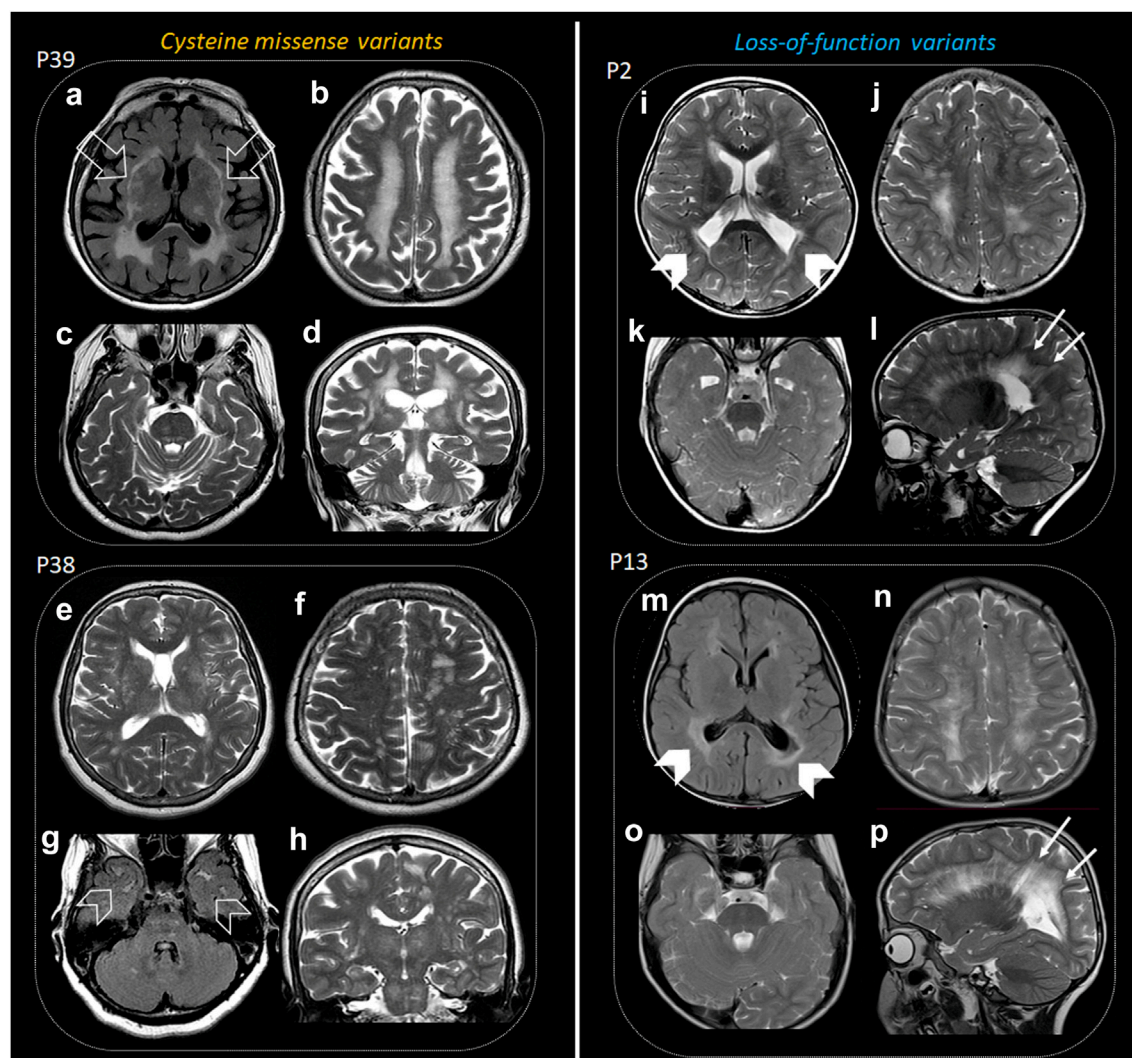 Cysteine missense variants
Loss-of-function variants
P39
a
b
c
d
P38
e
f
g
h
P2
i
j
k
l
P13
m
n
o
p